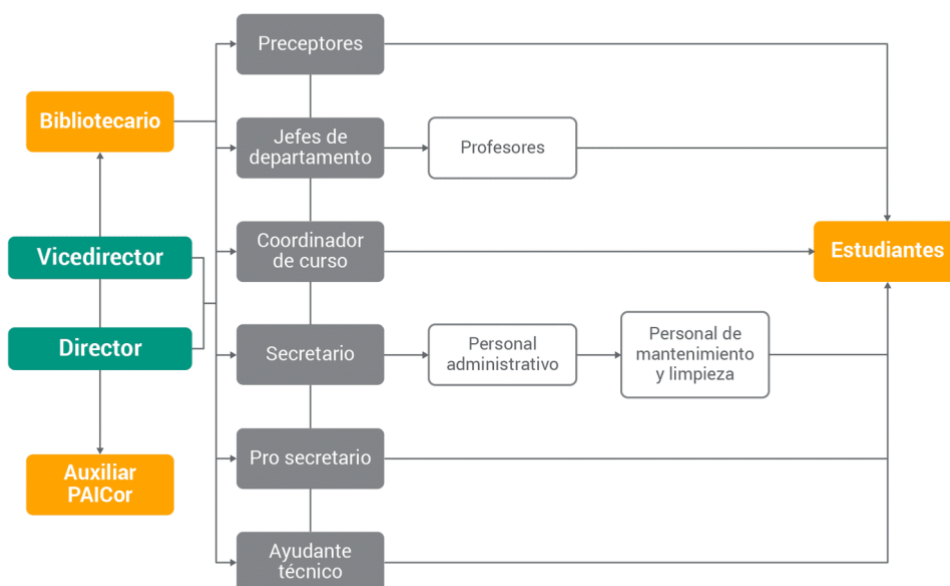 Preceptores
Bibliotecario
Jefes de
departamento
Profesores
Vicedirector
Coordinador
de curso
Estudiantes
Director
Secretario
Personal
administrativo
Personal de
mantenimiento
y limpieza
Auxiliar
PAICor
Pro secretario
Ayudante
técnico